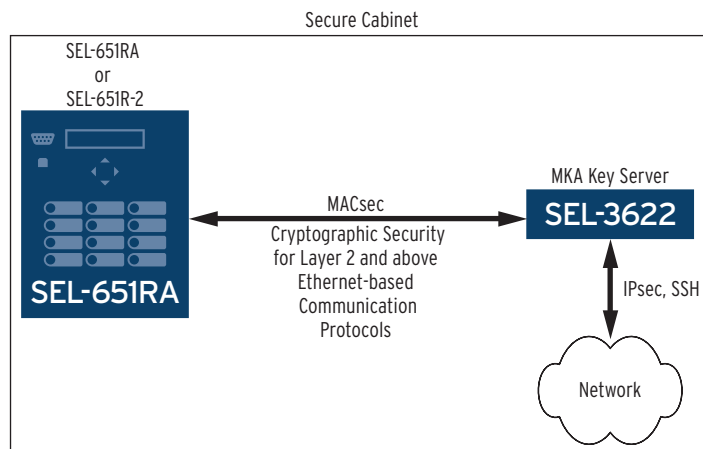 Secure Cabinet
SEL-651RA
or
SEL-651R-2
SEL-651RA
MACsec
Cryptographic Security
for Layer 2 and above
Ethernet-based
Communication
Protocols
MKA Key Server
SEL-3622
IPsec, SSH
Network